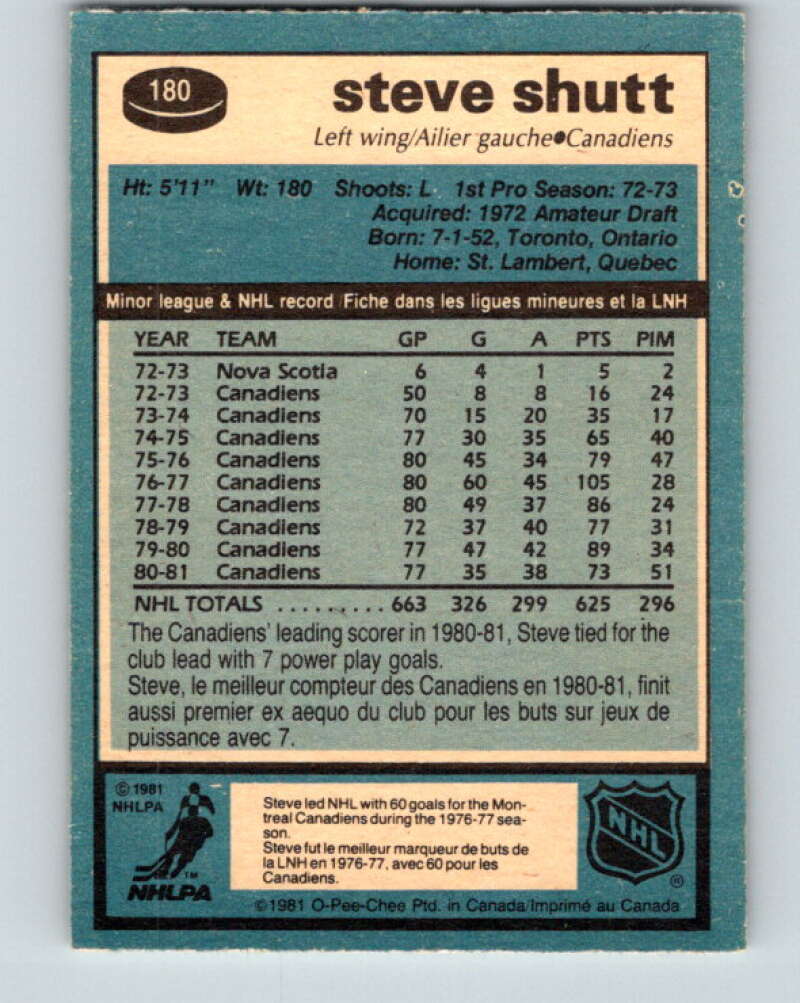 180
steve shutt
Left wing/Ailier gauche●Canadiens
Ht: 5'11" Wt: 180 Shoots: L 1st Pro Season: 72-73
Acquired: 1972 Amateur Draft
Born: 7-1-52, Toronto, Ontario
Home: St. Lambert, Quebec
Minor league & NHL record/Fiche dans les ligues mineures et la LNH
YEAR TEAM GP G A PTS PIM
72-73 Nova Scotia 6 4 1 5 2
72-73 Canadiens 50 8 8 16 24
73-74 Canadiens 70 15 20 35 17
74-75 Canadiens 77 30 35 65 40
75-76 Canadiens 80 45 34 79 47
76-77 Canadiens 80 60 45 105 28
77-78 Canadiens 80 49 37 86 24
78-79 Canadiens 72 37 40 77 31
79-80 Canadiens 77 47 42 89 34
80-81 Canadiens 77 35 38 73 51
NHL TOTALS .......... 663 326 299 625 296
The Canadiens' leading scorer in 1980-81, Steve tied for the
club lead with 7 power play goals.
Steve, le meilleur compteur des Canadiens en 1980-81, finit
aussi premier ex aequo du club pour les buts sur jeux de
puissance avec 7.
© 1981
NHLPA
TM
NHLPA
Steve led NHL with 60 goals for the Mon-
treal Canadiens during the 1976-77 sea-
son.
Steve fut le meilleur marqueur de buts de
la LNH en 1976-77, avec 60 pour les
Canadiens.
NHL
®
©1981 O-Pee-Chee Ptd. in Canada/Imprimé au Canada